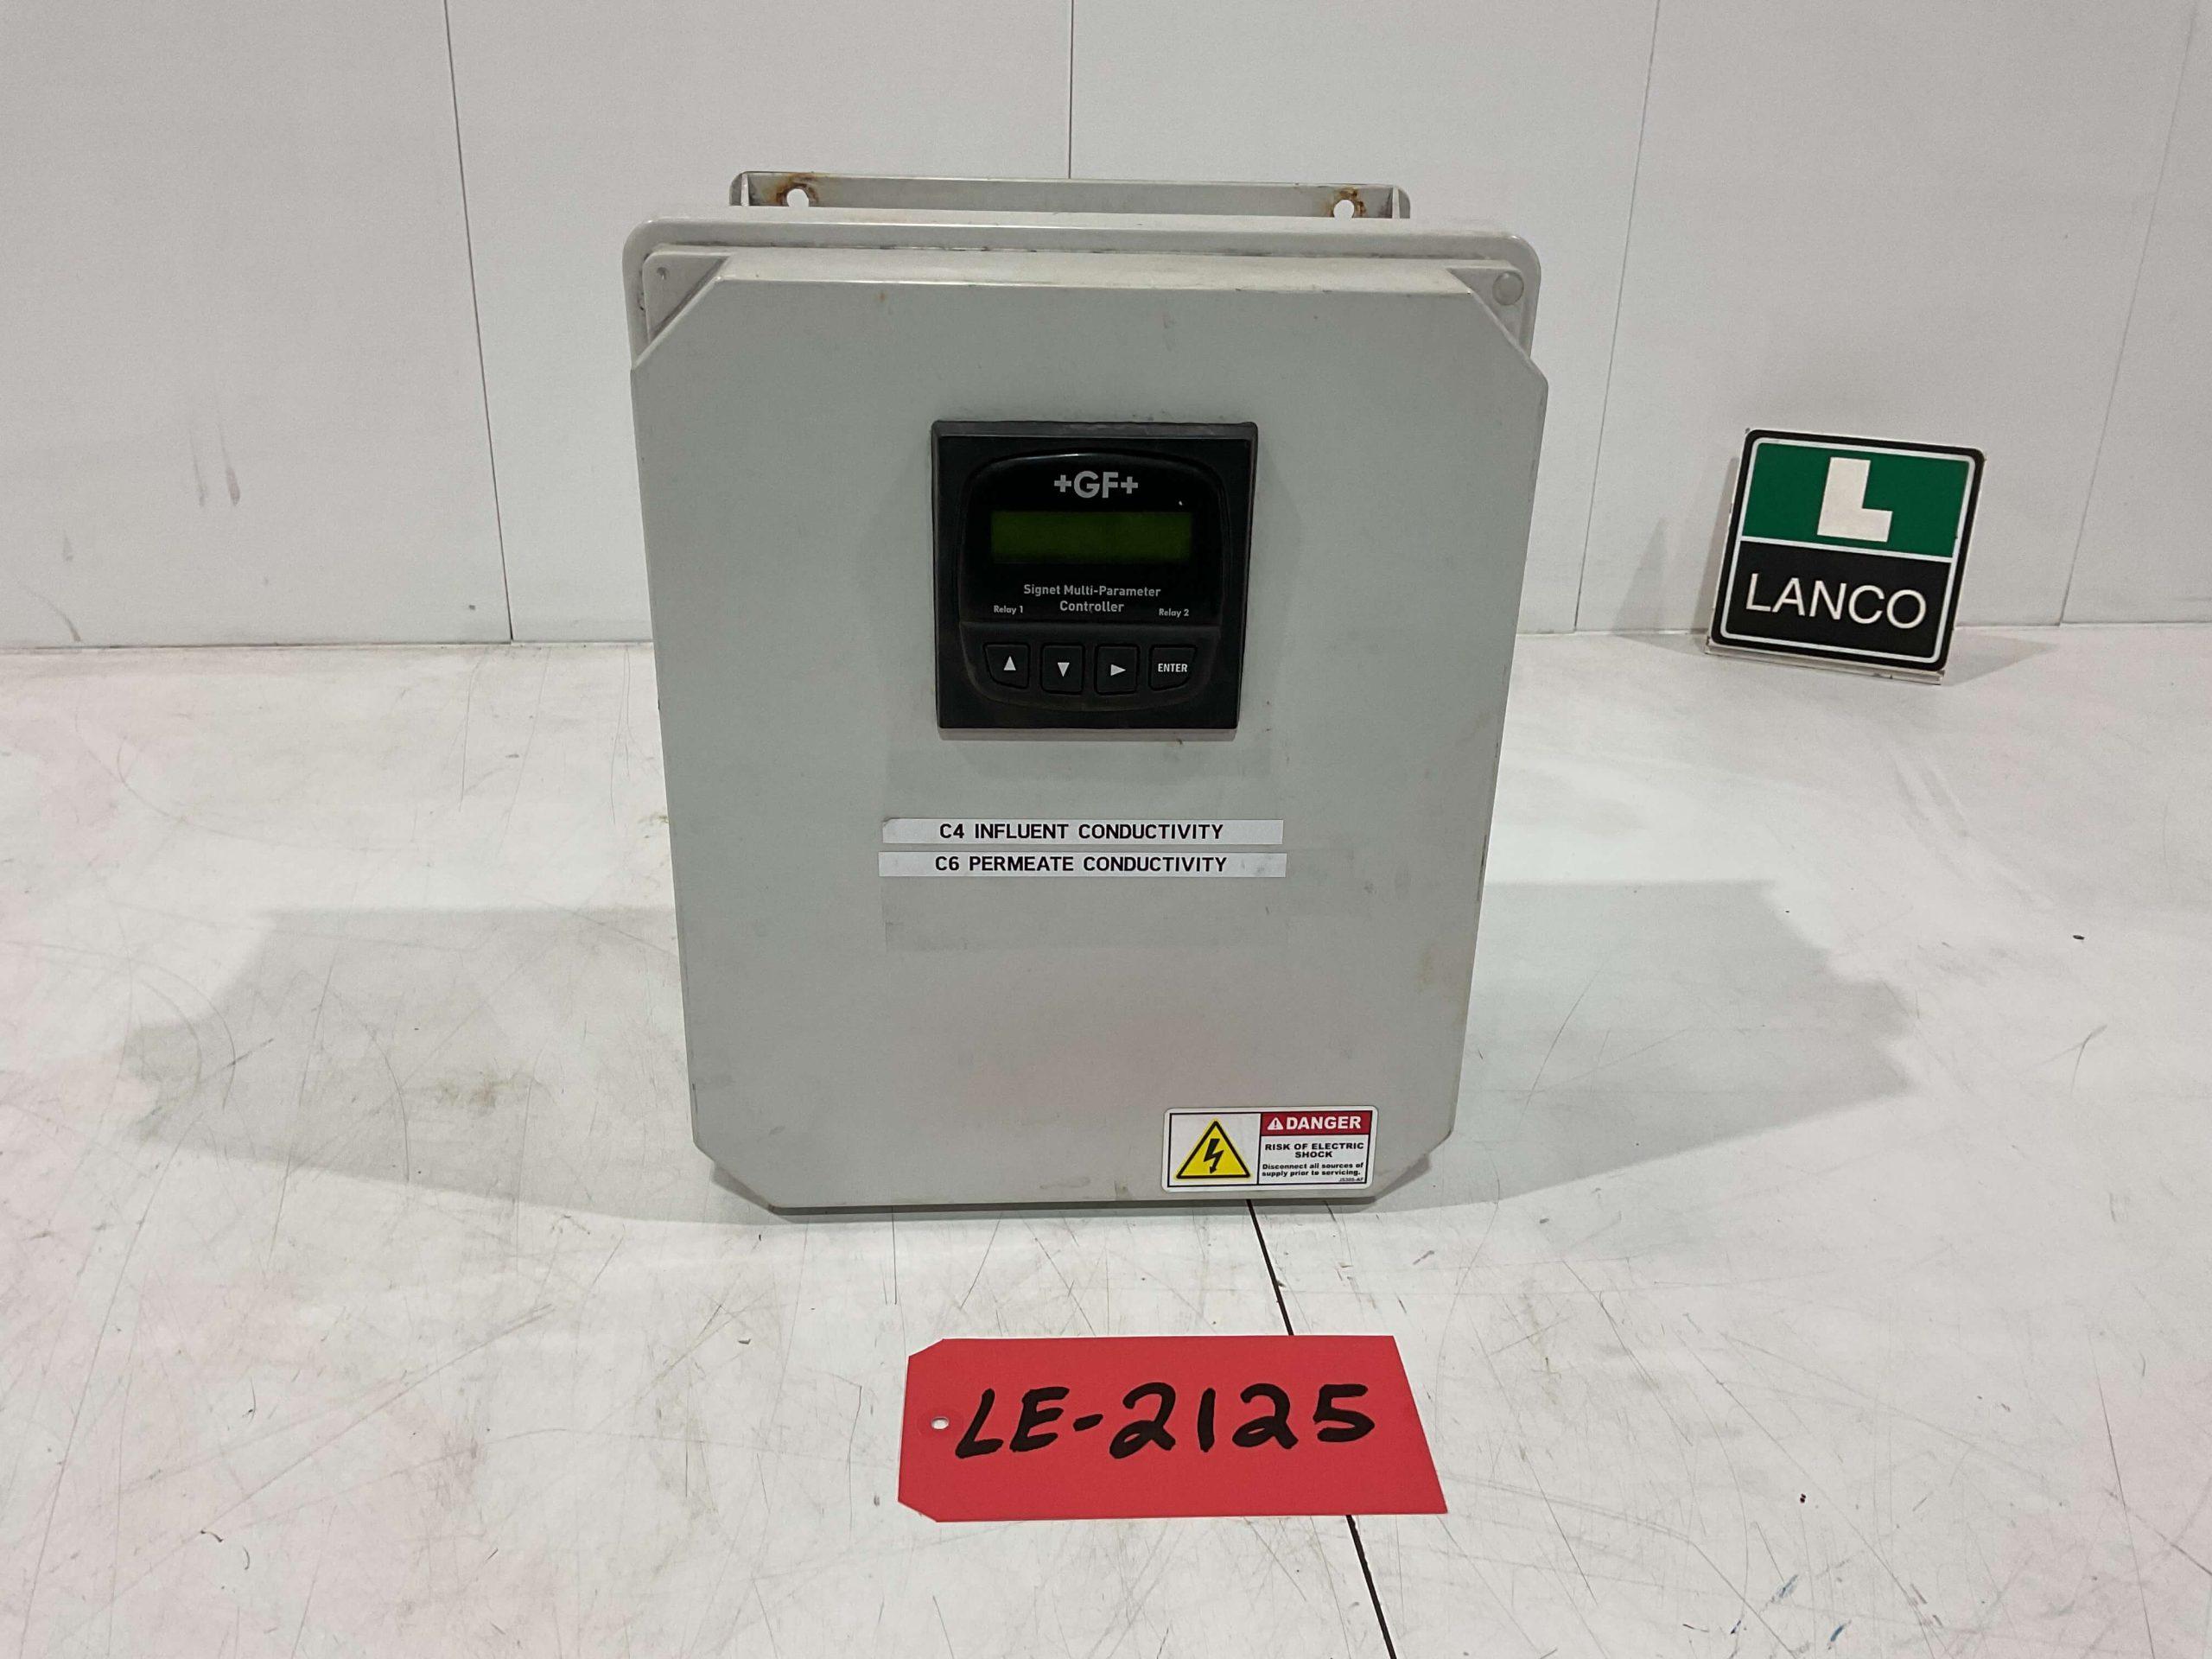 +GF+
Signet Multi-Parameter
Controller
Relay 1
Relay 2
ENTER
L
LANCO
C4 INFLUENT CONDUCTIVITY
C6 PERMEATE CONDUCTIVITY
DANGER
RISK OF ELECTRIC
SHOCK
Disconnect all sources of
supply prior to servicing.
LE-2125